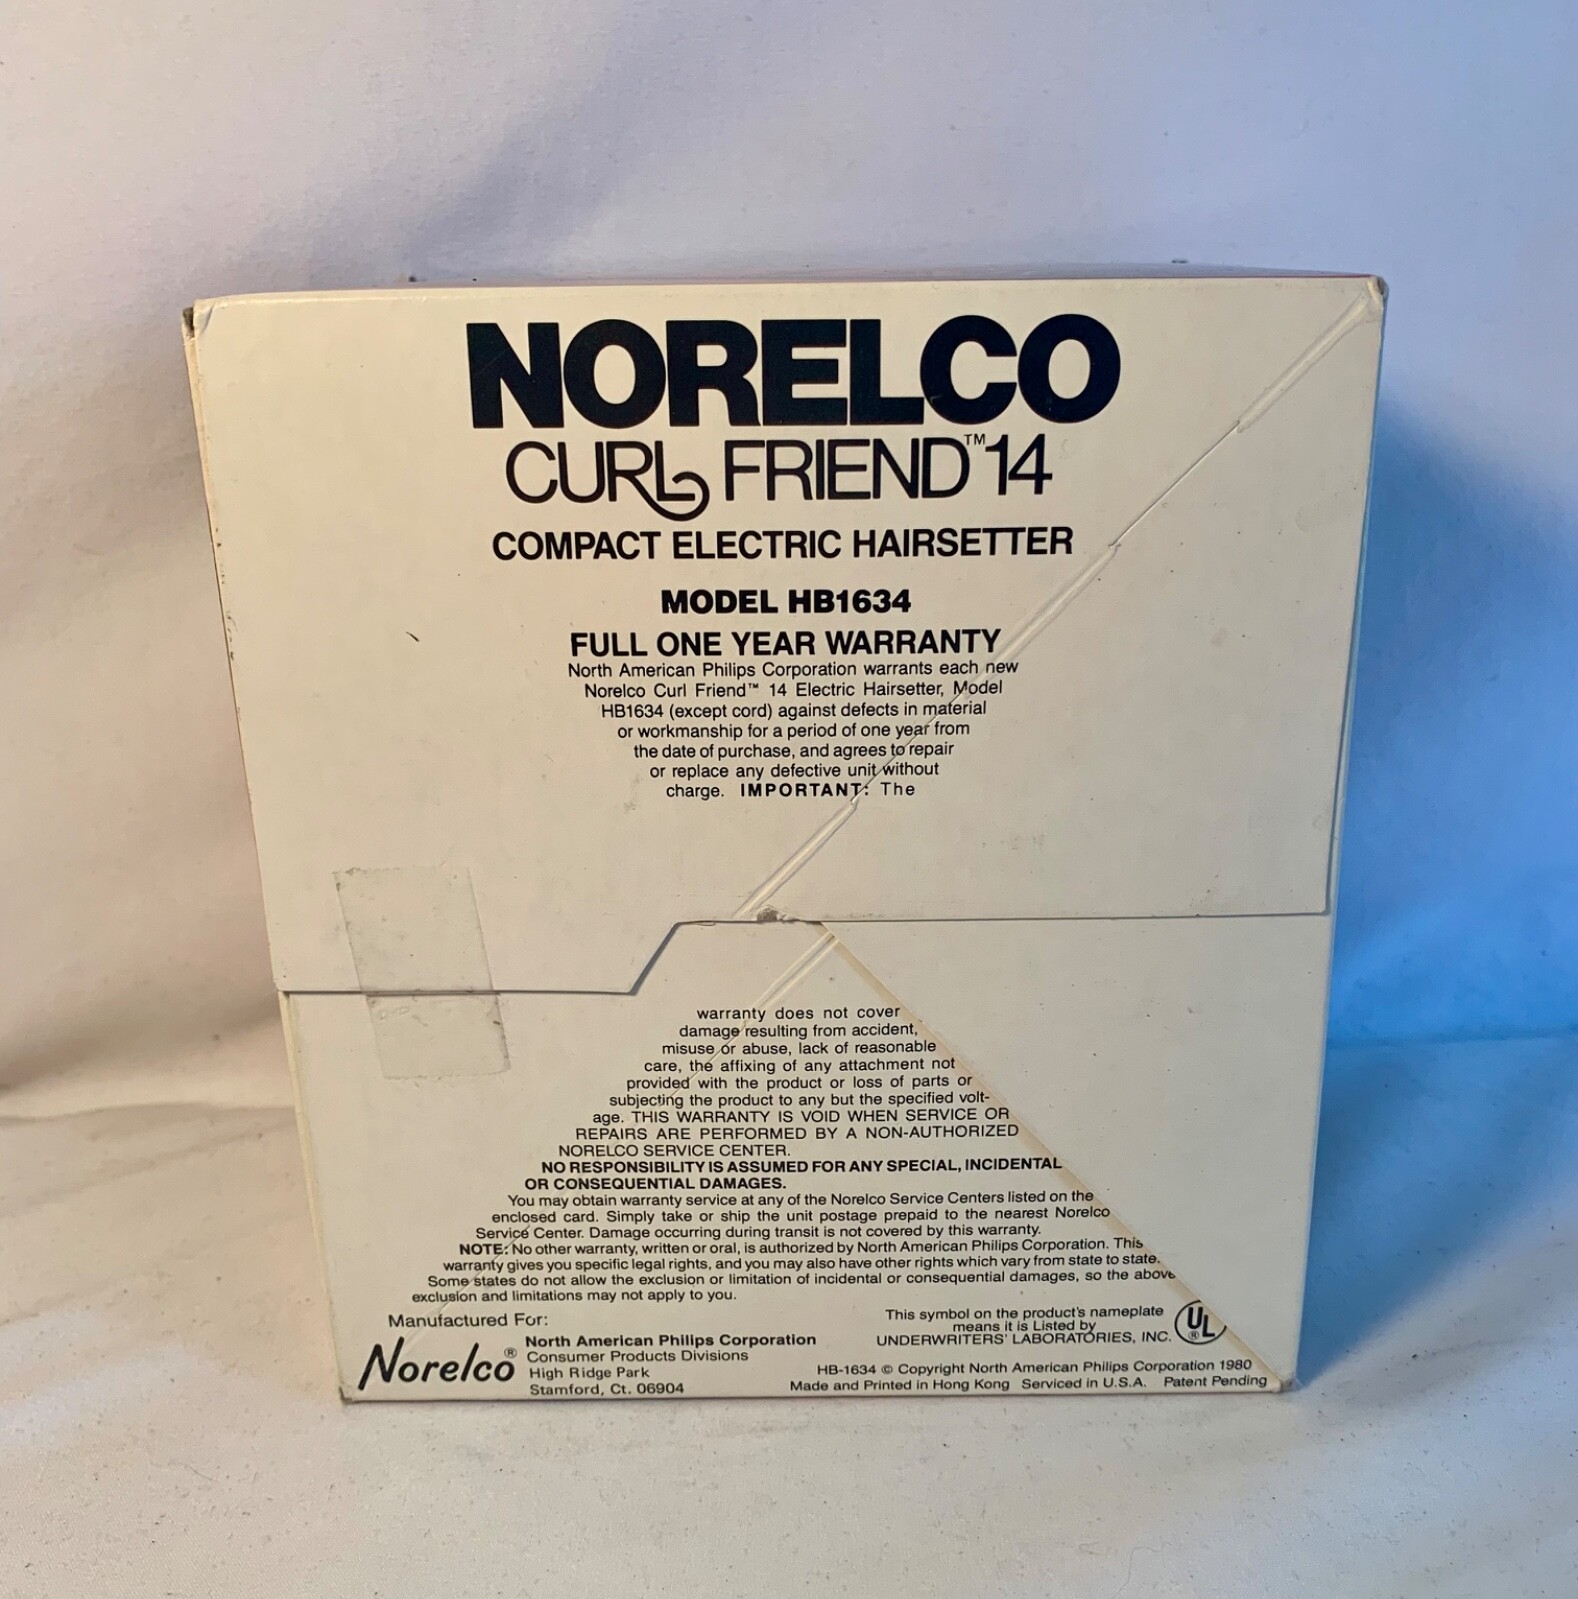 NORELCO
CURL FRIEND™ 14
COMPACT ELECTRIC HAIRSETTER
MODEL HB1634
FULL ONE YEAR WARRANTY
North American Philips Corporation warrants each new
Norelco Curl Friend™ 14 Electric Hairsetter, Model
HB1634 (except cord) against defects in material
or workmanship for a period of one year from
the date of purchase, and agrees to repair
or replace any defective unit without
charge. IMPORTANT: The
warranty does not cover
damage resulting from accident,
misuse or abuse, lack of reasonable
care, the affixing of any attachment not
provided with the product or loss of parts or
subjecting the product to any but the specified volt-
age. THIS WARRANTY IS VOID WHEN SERVICE OR
REPAIRS ARE PERFORMED BY A NON-AUTHORIZED
NORELCO SERVICE CENTER.
NO RESPONSIBILITY IS ASSUMED FOR ANY SPECIAL, INCIDENTAL
OR CONSEQUENTIAL DAMAGES.
You may obtain warranty service at any of the Norelco Service Centers listed on the
enclosed card. Simply take or ship the unit postage prepaid to the nearest Norelco
Service Center. Damage occurring during transit is not covered by this warranty.
NOTE: No other warranty, written or oral, is authorized by North American Philips Corporation. This
warranty gives you specific legal rights, and you may also have other rights which vary from state to state.
Some states do not allow the exclusion or limitation of incidental or consequential damages, so the above
exclusion and limitations may not apply to you.
Manufactured For:
Norelco®
North American Philips Corporation
Consumer Products Divisions
High Ridge Park
Stamford, Ct. 06904
This symbol on the product's nameplate
means it is Listed by
UNDERWRITERS' LABORATORIES, INC.
UL®
HB-1634 © Copyright North American Philips Corporation 1980
Made and Printed in Hong Kong Serviced in U.S.A. Patent Pending